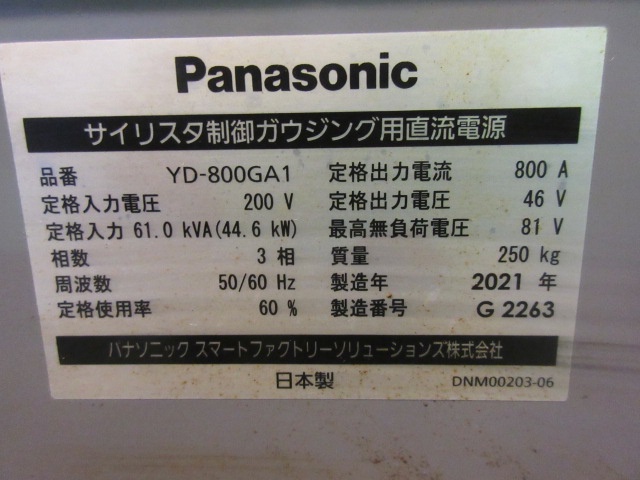 Panasonic
サイリスタ制御ガウジング用直流電源
品番 YD-800GA1 定格出力電流 800 A
定格入力電圧 200 V 定格出力電圧 46 V
定格入力 61.0 kVA(44.6 kW) 最高無負荷電圧 81 V
相数 3 相 質量 250 kg
周波数 50/60 Hz 製造年 2021 年
定格使用率 60 % 製造番号 G 2263
パナソニック スマートファクトリーソリューションズ株式会社
日本製 DNM00203-06